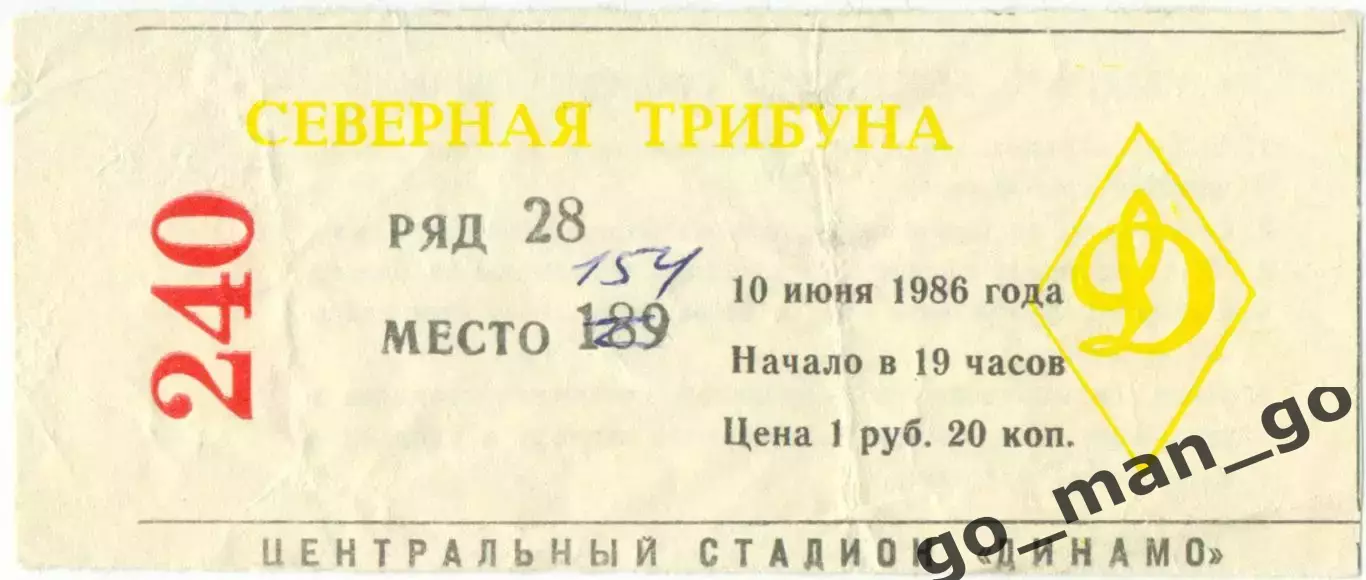 СЕВЕРНАЯ ТРИБУНА
240
РЯД 28
154
МЕСТО 189
10 июня 1986 года
Начало в 19 часов
Цена 1 руб. 20 коп.
Д
ЦЕНТРАЛЬНЫЙ СТАДИОН «ДИНАМО»
go_man_go